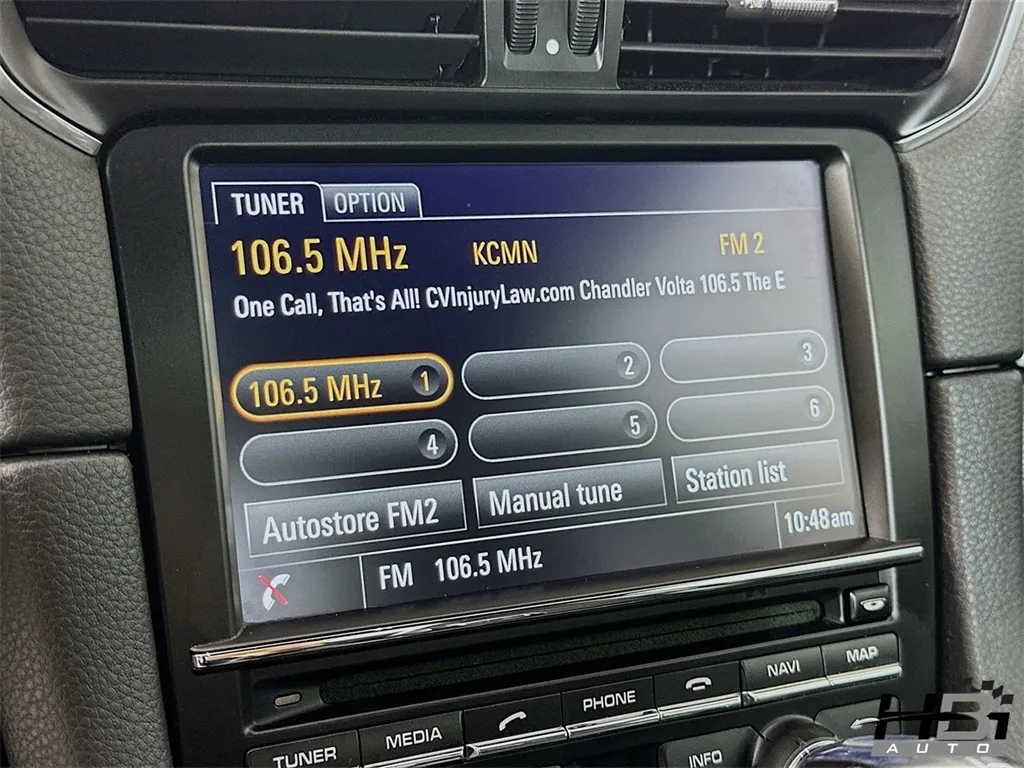 TUNER OPTION
106.5 MHz KCMN FM 2
One Call, That's All! CVInjuryLaw.com Chandler Volta 106.5 The E
106.5 MHz 1 2 3
4 5 6
Autostore FM2 Manual tune Station list
FM 106.5 MHz 10:48am
TUNER MEDIA PHONE NAVI MAP
INFO
HBI
AUTO